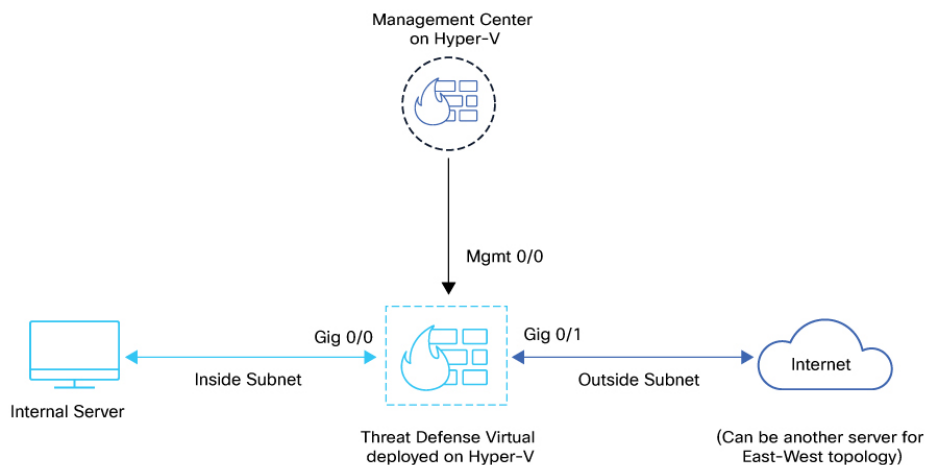 Management Center
on Hyper-V
Mgmt 0/0
Gig 0/0
Gig 0/1
Inside Subnet
Outside Subnet
Internet
Internal Server
Threat Defense Virtual
deployed on Hyper-V
(Can be another server for
East-West topology)